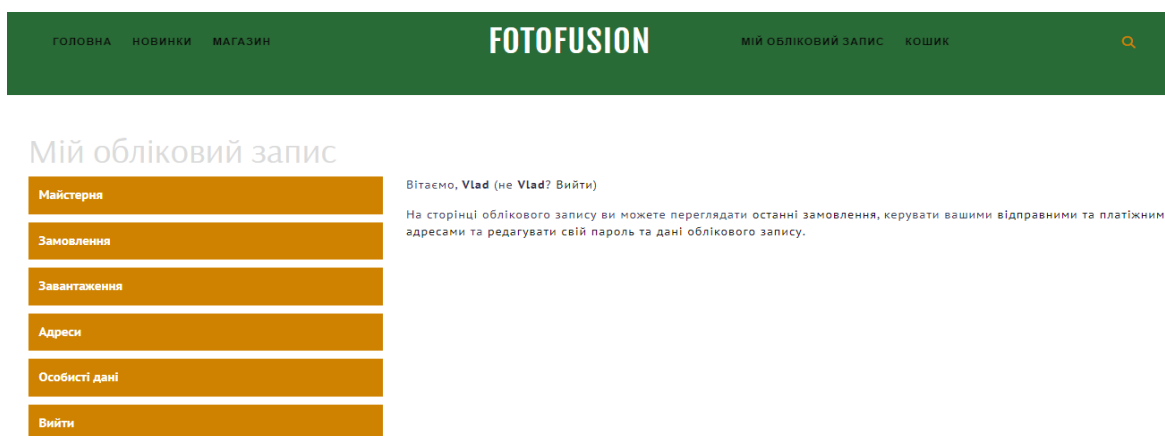 ГОЛОВНА НОВИНКИ МАГАЗИН
FOTOFUSION
МІЙ ОБЛІКОВИЙ ЗАПИС КОШИК
Мій обліковий запис
Майстерня
Замовлення
Завантаження
Адреси
Особисті дані
Вийти
Вітаємо, Vlad (не Vlad? Вийти)
На сторінці облікового запису ви можете переглядати останні замовлення, керувати вашими відправними та платіжним
адресами та редагувати свій пароль та дані облікового запису.